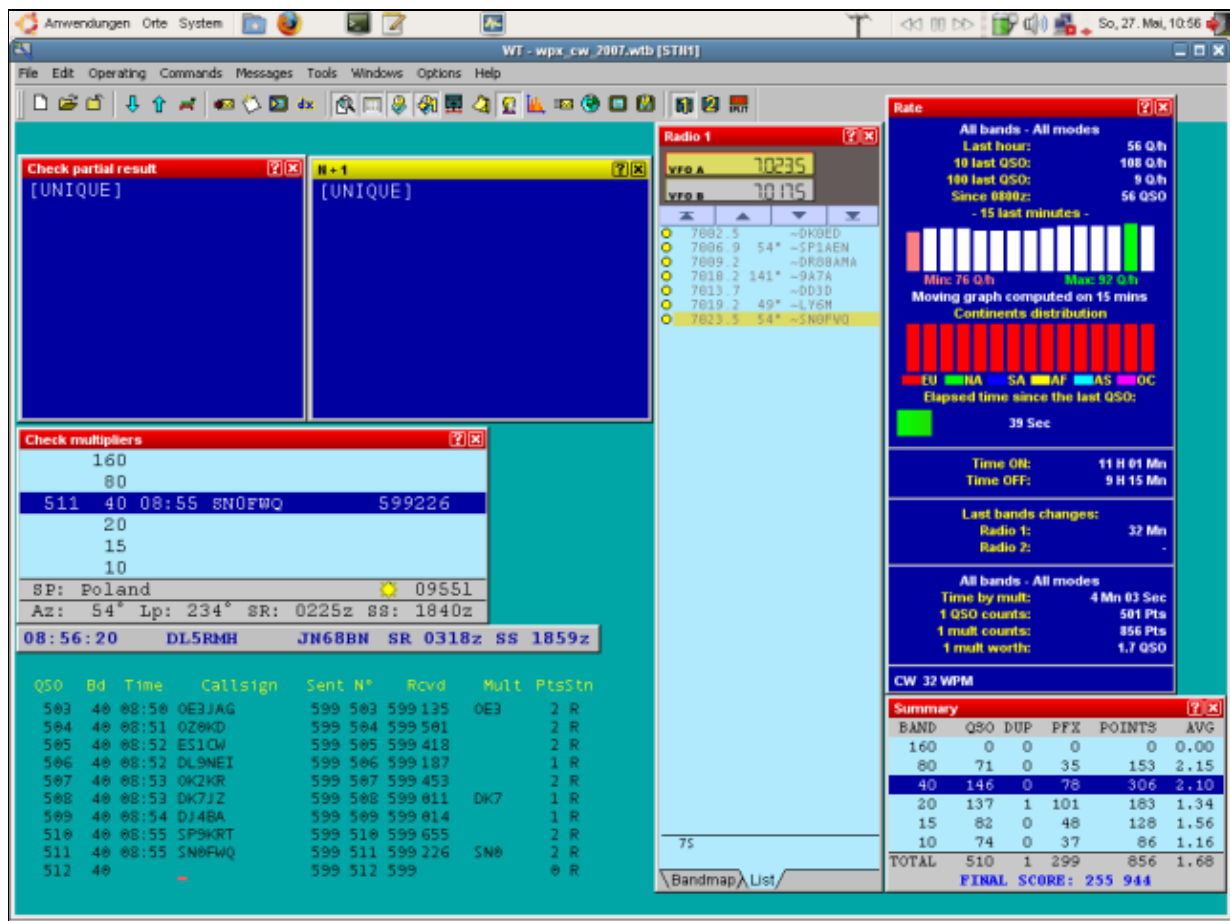 Anwendungen Orte System So, 27. Mai, 10:56
WT - wpx_cw_2007.wtb [STN1]
File Edit Operating Commands Messages Tools Windows Options Help
dx
SPLIT
Check partial result
[UNIQUE]
N + 1
[UNIQUE]
Radio 1
VFO A 7.023.5
VFO B 7.017.5
7002.5 ~DK0ED
7006.9 54° ~SP1AEN
7009.2 ~DR08AMA
7010.2 141° ~9A7A
7013.7 ~DD3D
7019.2 49° ~LY6M
7023.5 54° ~SN0FWQ
7S
Bandmap List
Rate
All bands - All modes
Last hour: 56 Q/h
10 last QSO: 108 Q/h
100 last QSO: 9 Q/h
Since 0800z: 56 QSO
- 15 last minutes -
Min: 76 Q/h Max: 92 Q/h
Moving graph computed on 15 mins
Continents distribution
EU NA SA AF AS OC
Elapsed time since the last QSO:
39 Sec
Time ON: 11 H 01 Mn
Time OFF: 9 H 15 Mn
Last bands changes:
Radio 1: 32 Mn
Radio 2: -
All bands - All modes
Time by mult: 4 Mn 03 Sec
1 QSO counts: 501 Pts
1 mult counts: 856 Pts
1 mult worth: 1.7 QSO
CW 32 WPM
Check multipliers
160
80
511 40 08:55 SN0FWQ 599226
20
15
10
SP: Poland 09551
Az: 54° Lp: 234° SR: 0225z SS: 1840z
08:56:20 DL5RMH JN68BN SR 0318z SS 1859z
QSO Bd Time Callsign Sent N° Rcvd Mult PtsStn
503 40 08:50 OE3JAG 599 503 599 135 OE3 2 R
504 40 08:51 OZ0KD 599 504 599 501 2 R
505 40 08:52 ES1CW 599 505 599 418 2 R
506 40 08:52 DL9NEI 599 506 599 187 1 R
507 40 08:53 OK2KR 599 507 599 453 2 R
508 40 08:53 DK7JZ 599 508 599 011 DK7 1 R
509 40 08:54 DJ4BA 599 509 599 014 1 R
510 40 08:55 SP9KRT 599 510 599 655 2 R
511 40 08:55 SN0FWQ 599 511 599 226 SN0 2 R
512 40 599 512 599 0 R
Summary
BAND QSO DUP PFX POINTS AVG
160 0 0 0 0 0.00
80 71 0 35 153 2.15
40 146 0 78 306 2.10
20 137 1 101 183 1.34
15 82 0 48 128 1.56
10 74 0 37 86 1.16
TOTAL 510 1 299 856 1.68
FINAL SCORE: 255 944